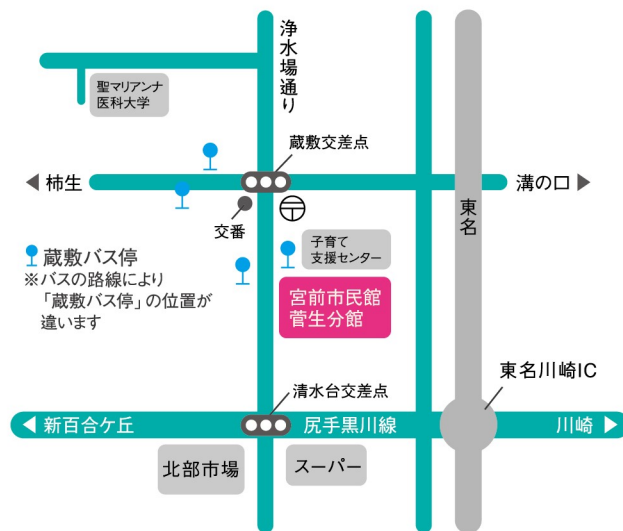 浄水場通り
聖マリアンナ
医科大学
蔵敷交差点
柿生
溝の口
東名
交番
子育て
支援センター
蔵敷バス停
※バスの路線により
「蔵敷バス停」の位置が
違います
宮前市民館
菅生分館
東名川崎IC
清水台交差点
新百合ケ丘
尻手黒川線
川崎
北部市場
スーパー